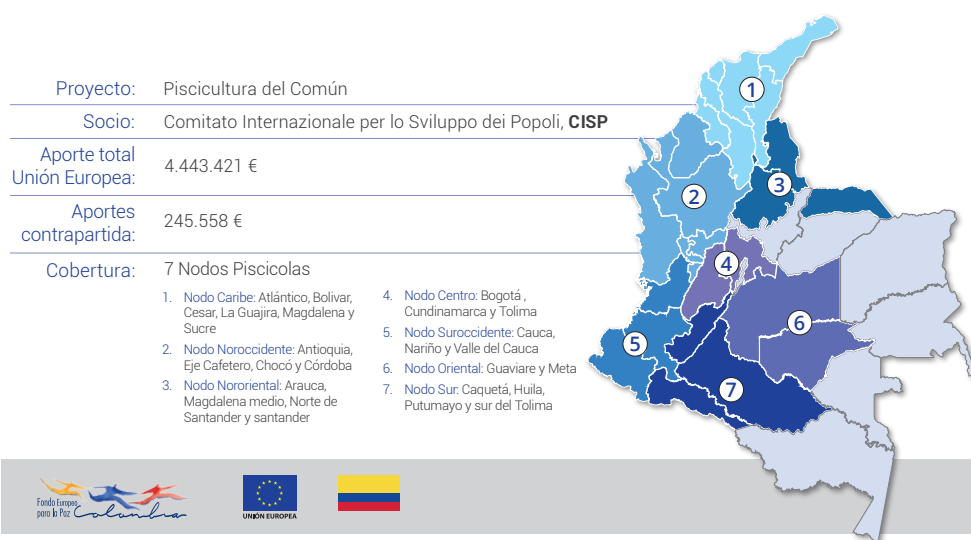 Proyecto: Piscicultura del Común
Socio: Comitato Internazionale per lo Sviluppo dei Popoli, CISP
Aporte total
Unión Europea:
4.443.421 €
Aportes
contrapartida:
245.558 €
Cobertura: 7 Nodos Piscicolas
1. Nodo Caribe: Atlántico, Bolivar,
Cesar, La Guajira, Magdalena y
Sucre
2. Nodo Noroccidente: Antioquia,
Eje Cafetero, Chocó y Córdoba
3. Nodo Nororiental: Arauca,
Magdalena medio, Norte de
Santander y santander
4. Nodo Centro: Bogotá ,
Cundinamarca y Tolima
5. Nodo Suroccidente: Cauca,
Nariño y Valle del Cauca
6. Nodo Oriental: Guaviare y Meta
7. Nodo Sur: Caquetá, Huila,
Putumayo y sur del Tolima
1
2
3
4
5
6
7
Fondo Europeo
para la Paz
Colombia
UNIÓN EUROPEA